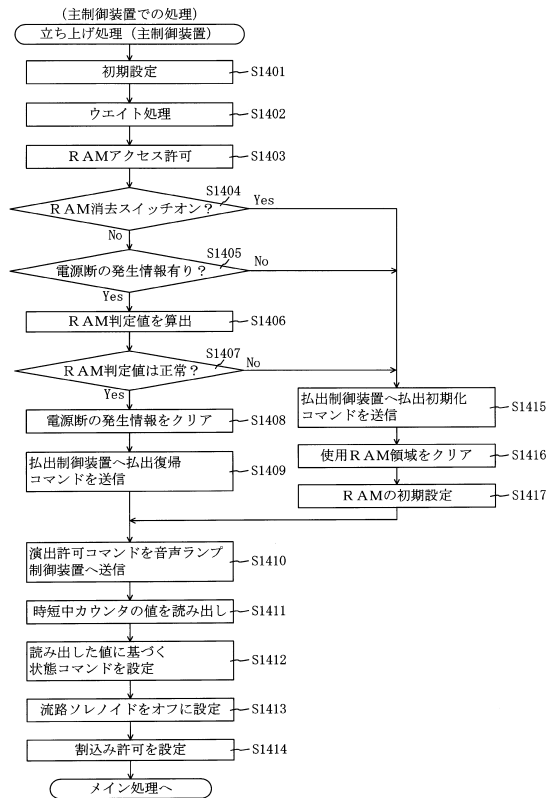 (主制御装置での処理)
立ち上げ処理(主制御装置)
初期設定
S1401
ウエイト処理
S1402
RAMアクセス許可
S1403
S1404
RAM消去スイッチオン?
Yes
No
S1405
電源断の発生情報有り?
No
Yes
RAM判定値を算出
S1406
S1407
RAM判定値は正常?
No
Yes
電源断の発生情報をクリア
S1408
払出制御装置へ払出復帰
コマンドを送信
S1409
払出制御装置へ払出初期化
コマンドを送信
S1415
使用RAM領域をクリア
S1416
RAMの初期設定
S1417
演出許可コマンドを音声ランプ
制御装置へ送信
S1410
時短中カウンタの値を読み出し
S1411
読み出した値に基づく
状態コマンドを設定
S1412
流路ソレノイドをオフに設定
S1413
割込み許可を設定
S1414
メイン処理へ